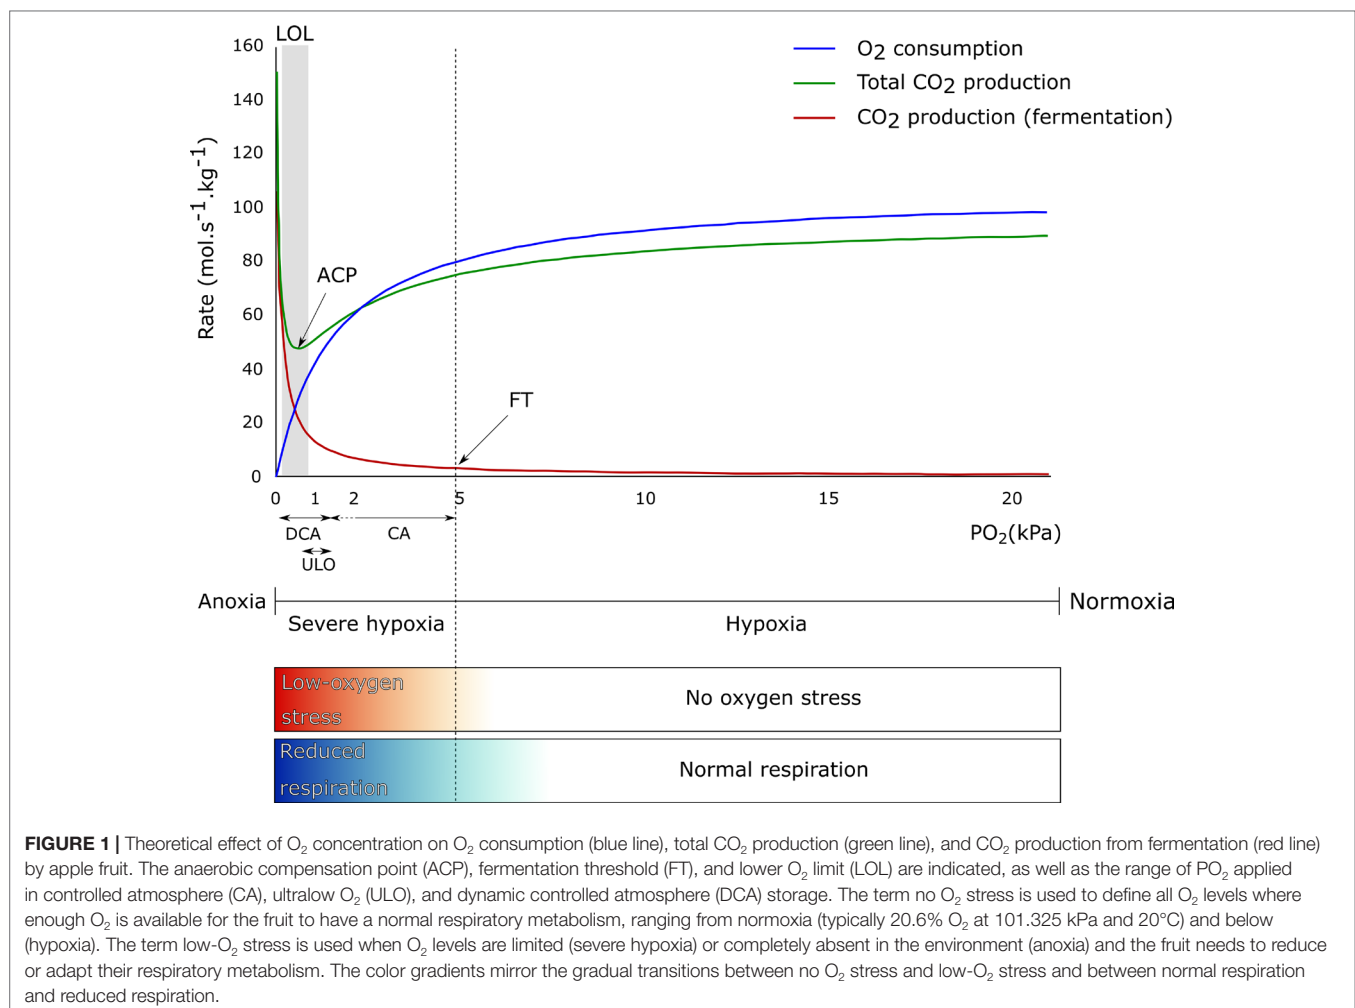 LOL
160
140
120
100
80
60
40
20
0
Rate (mol.s⁻¹.kg⁻¹)
O₂ consumption
Total CO₂ production
CO₂ production (fermentation)
ACP
FT
0 1 2 5 10 15 20
PO₂(kPa)
DCA CA
ULO
Anoxia Normoxia
Severe hypoxia Hypoxia
Low-oxygen
stress
No oxygen stress
Reduced
respiration
Normal respiration
FIGURE 1 | Theoretical effect of O₂ concentration on O₂ consumption (blue line), total CO₂ production (green line), and CO₂ production from fermentation (red line)
by apple fruit. The anaerobic compensation point (ACP), fermentation threshold (FT), and lower O₂ limit (LOL) are indicated, as well as the range of PO₂ applied
in controlled atmosphere (CA), ultralow O₂ (ULO), and dynamic controlled atmosphere (DCA) storage. The term no O₂ stress is used to define all O₂ levels where
enough O₂ is available for the fruit to have a normal respiratory metabolism, ranging from normoxia (typically 20.6% O₂ at 101.325 kPa and 20°C) and below
(hypoxia). The term low-O₂ stress is used when O₂ levels are limited (severe hypoxia) or completely absent in the environment (anoxia) and the fruit needs to reduce
or adapt their respiratory metabolism. The color gradients mirror the gradual transitions between no O₂ stress and low-O₂ stress and between normal respiration
and reduced respiration.